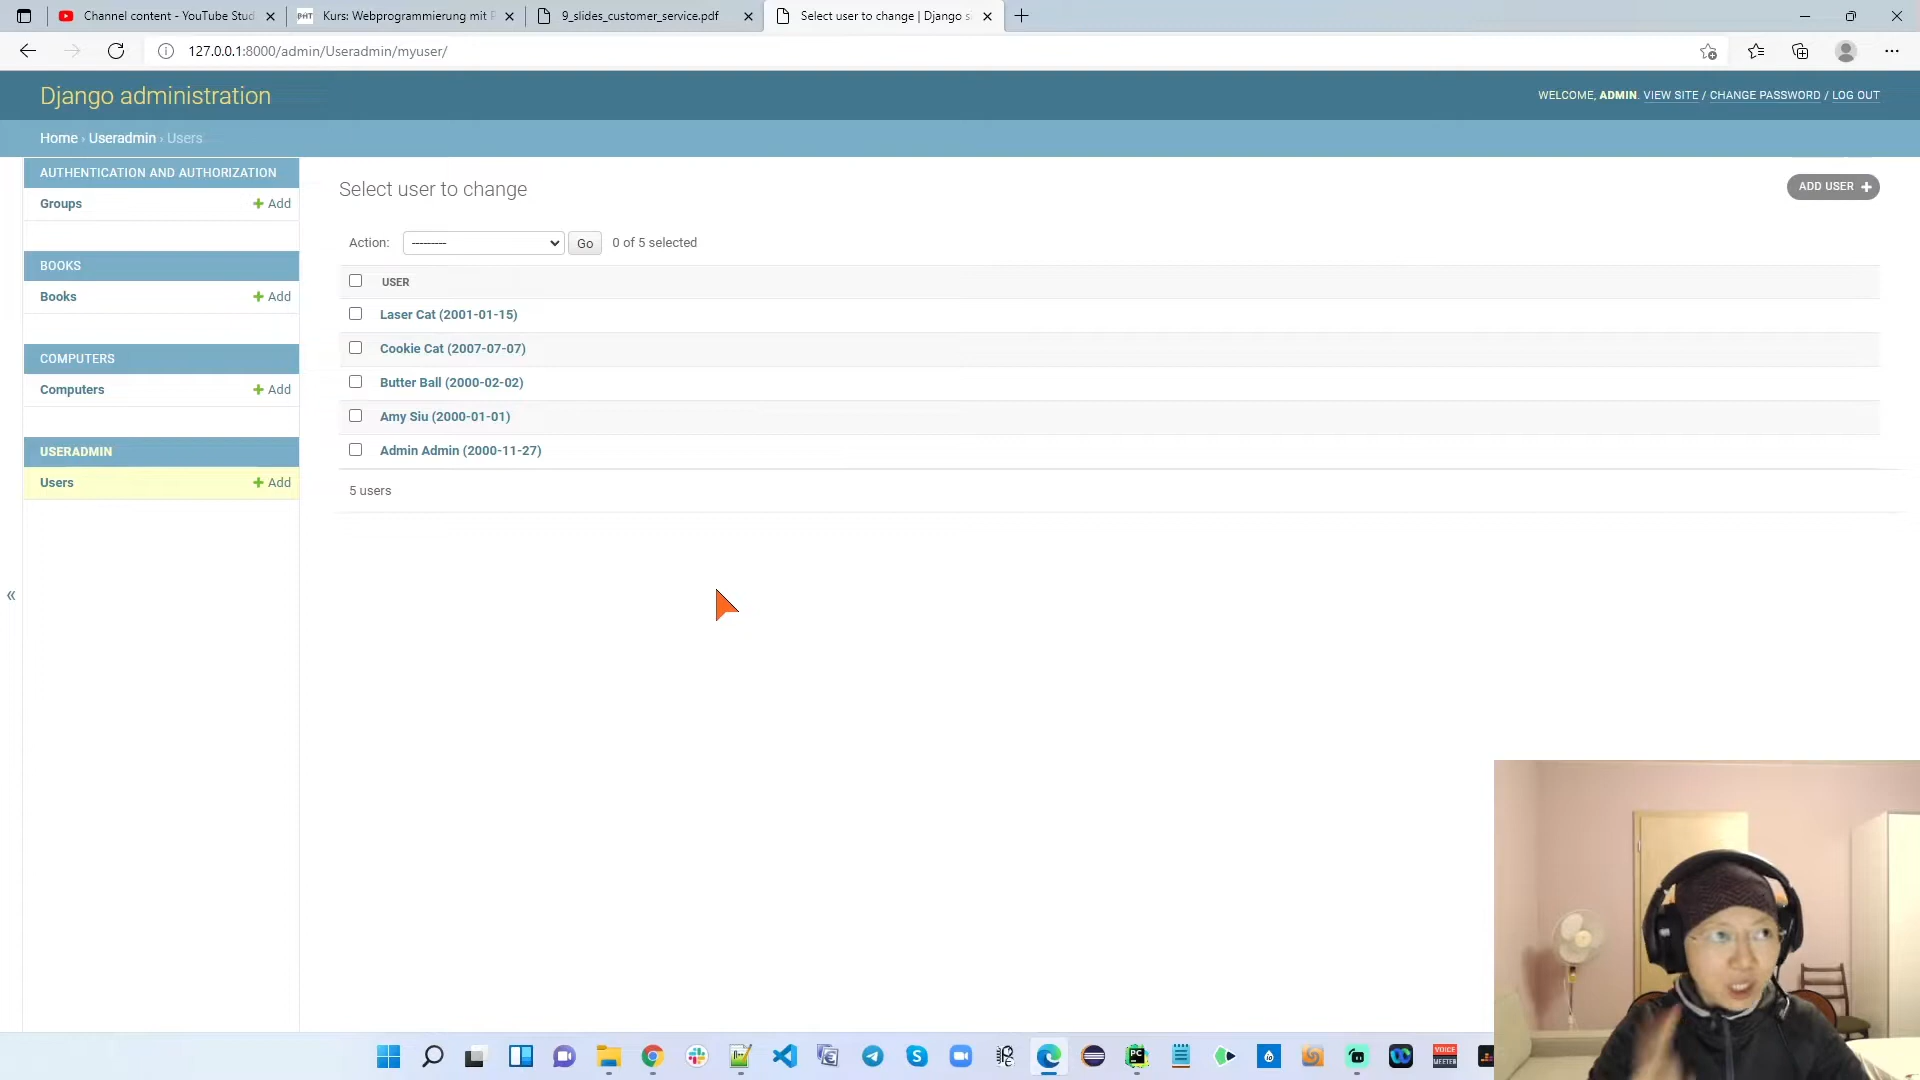 Channel content - YouTube Stud
Kurs: Webprogrammierung mit P
9_slides_customer_service.pdf
Select user to change | Django s
127.0.0.1:8000/admin/Useradmin/myuser/
Django administration
WELCOME, ADMIN. VIEW SITE / CHANGE PASSWORD / LOG OUT
Home › Useradmin › Users
AUTHENTICATION AND AUTHORIZATION
Groups + Add
BOOKS
Books + Add
COMPUTERS
Computers + Add
USERADMIN
Users + Add
«
Select user to change
ADD USER +
Action: --------- Go 0 of 5 selected
USER
Laser Cat (2001-01-15)
Cookie Cat (2007-07-07)
Butter Ball (2000-02-02)
Amy Siu (2000-01-01)
Admin Admin (2000-11-27)
5 users
VOICE
MEETER